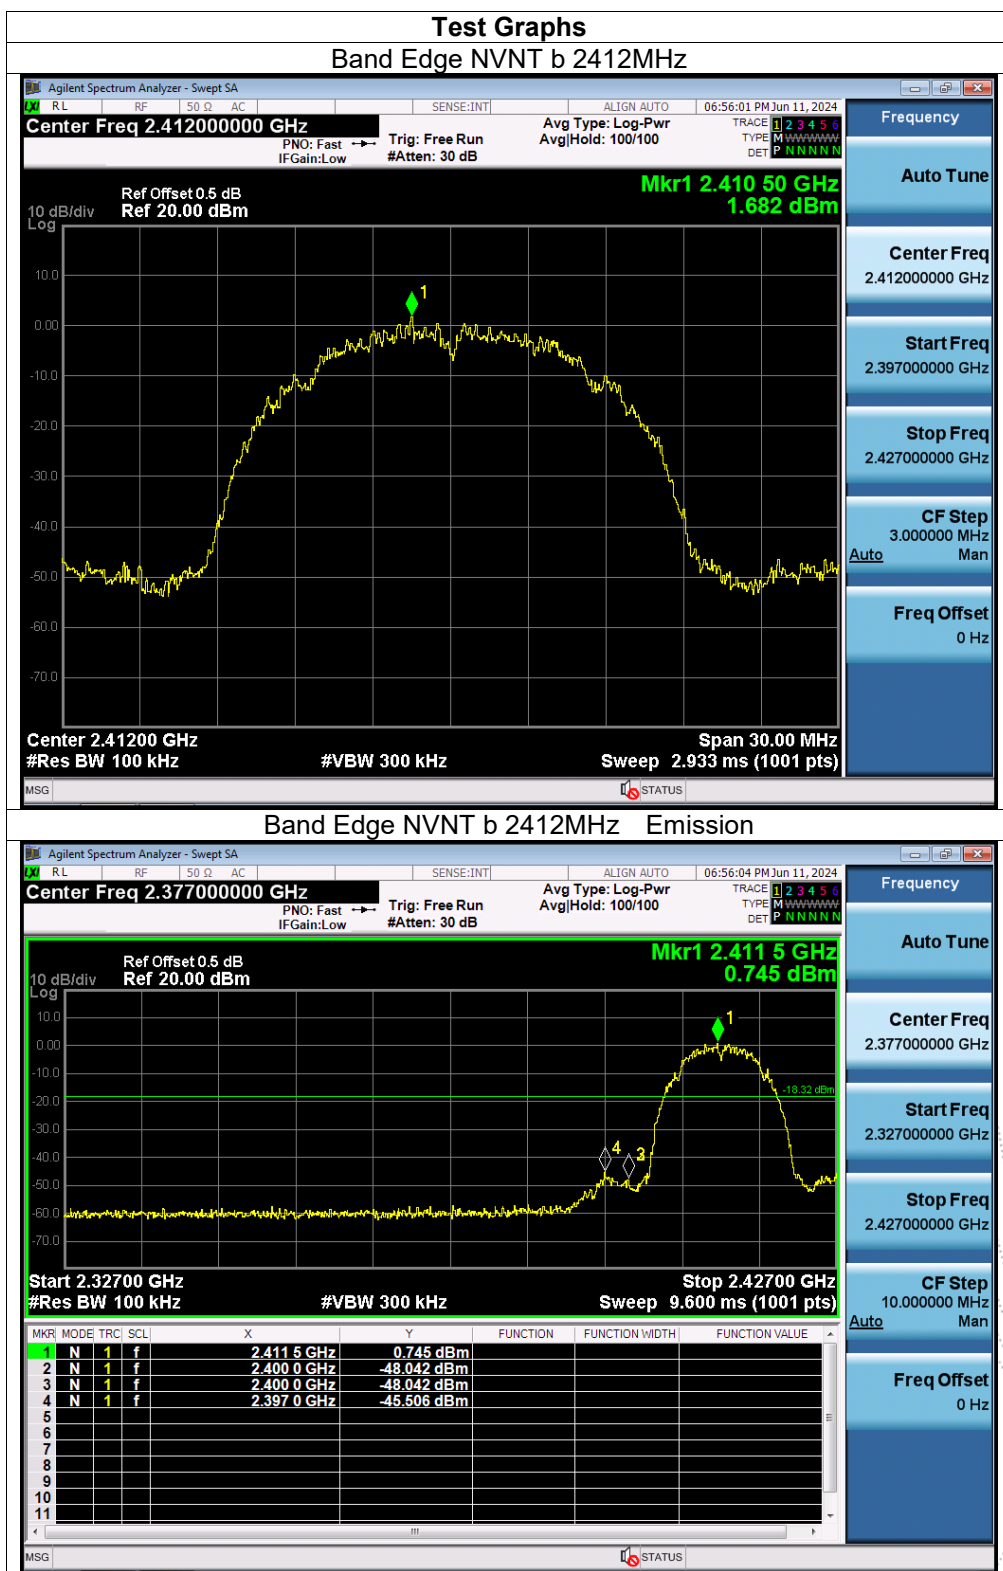 Test Graphs
Band Edge NVNT b 2412MHz
Agilent Spectrum Analyzer - Swept SA
LXI RL RF 50 Ω AC SENSE:INT ALIGN AUTO 06:56:01 PM Jun 11, 2024
Center Freq 2.412000000 GHz
PNO: Fast
IFGain:Low
Trig: Free Run
#Atten: 30 dB
Avg Type: Log-Pwr
Avg|Hold: 100/100
TRACE 1 2 3 4 5 6
TYPE M WWWWW
DET P N N N N N
Mkr1 2.410 50 GHz
1.682 dBm
Ref Offset 0.5 dB
10 dB/div Ref 20.00 dBm
Log
10.0
0.00
-10.0
-20.0
-30.0
-40.0
-50.0
-60.0
-70.0
1
Center 2.41200 GHz Span 30.00 MHz
#Res BW 100 kHz #VBW 300 kHz Sweep 2.933 ms (1001 pts)
MSG STATUS
Frequency
Auto Tune
Center Freq
2.412000000 GHz
Start Freq
2.397000000 GHz
Stop Freq
2.427000000 GHz
CF Step
3.000000 MHz
Auto Man
Freq Offset
0 Hz
Band Edge NVNT b 2412MHz Emission
Agilent Spectrum Analyzer - Swept SA
LXI RL RF 50 Ω AC SENSE:INT ALIGN AUTO 06:56:04 PM Jun 11, 2024
Center Freq 2.377000000 GHz
PNO: Fast
IFGain:Low
Trig: Free Run
#Atten: 30 dB
Avg Type: Log-Pwr
Avg|Hold: 100/100
TRACE 1 2 3 4 5 6
TYPE M WWWWW
DET P N N N N N
Mkr1 2.411 5 GHz
0.745 dBm
Ref Offset 0.5 dB
10 dB/div Ref 20.00 dBm
Log
10.0
0.00
-10.0
-20.0
-30.0
-40.0
-50.0
-60.0
-70.0
1
-18.32 dBm
4 3
Start 2.32700 GHz Stop 2.42700 GHz
#Res BW 100 kHz #VBW 300 kHz Sweep 9.600 ms (1001 pts)
MKR MODE TRC SCL X Y FUNCTION FUNCTION WIDTH FUNCTION VALUE
1 N 1 f 2.411 5 GHz 0.745 dBm
2 N 1 f 2.400 0 GHz -48.042 dBm
3 N 1 f 2.400 0 GHz -48.042 dBm
4 N 1 f 2.397 0 GHz -45.506 dBm
5
6
7
8
9
10
11
MSG STATUS
Frequency
Auto Tune
Center Freq
2.377000000 GHz
Start Freq
2.327000000 GHz
Stop Freq
2.427000000 GHz
CF Step
10.000000 MHz
Auto Man
Freq Offset
0 Hz